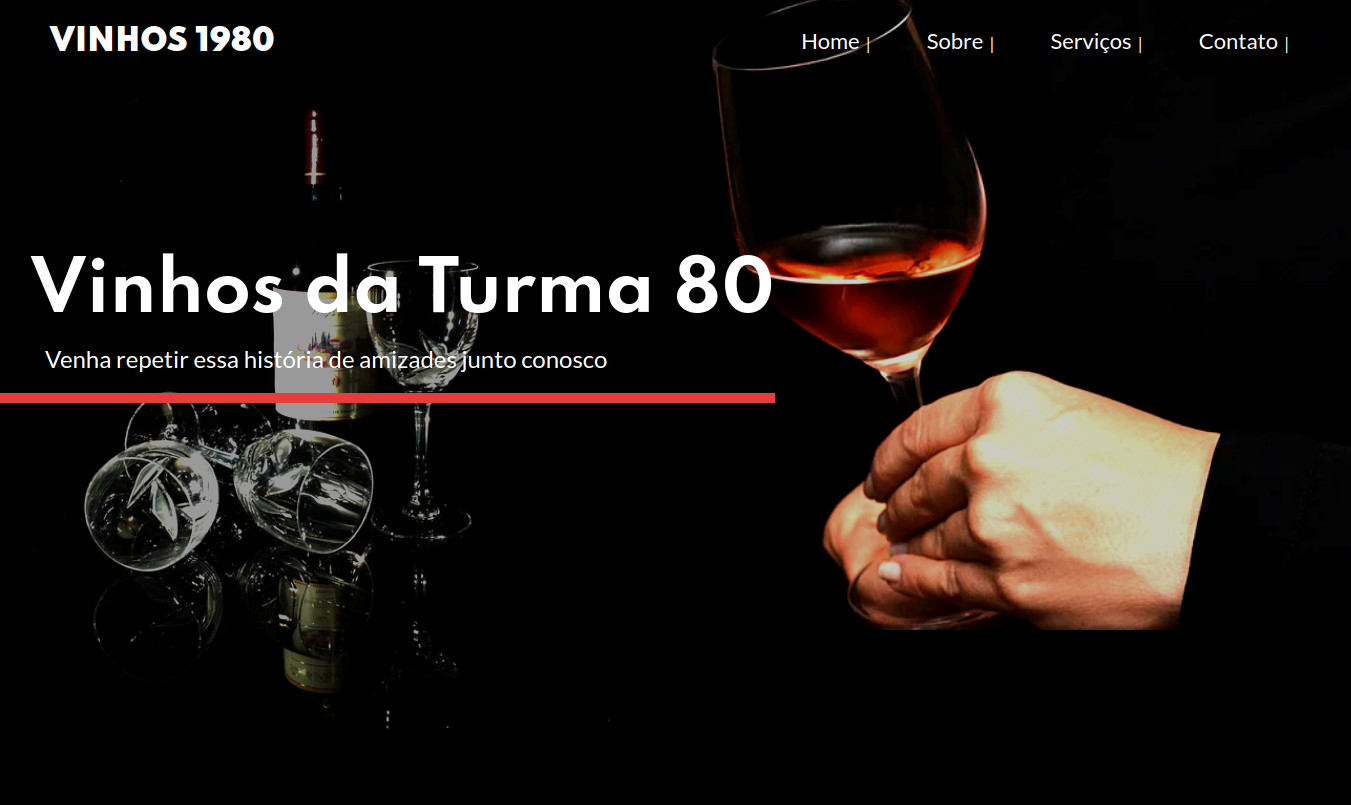 VINHOS 1980
Home |
Sobre |
Serviços |
Contato |
Vinhos da Turma 80
Venha repetir essa história de amizades junto conosco